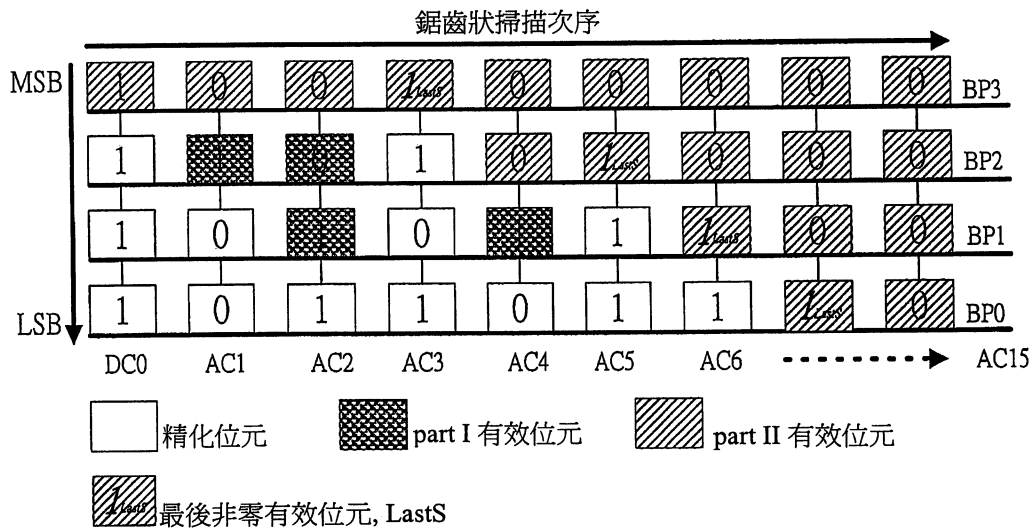 鋸齒狀掃描次序
MSB 1 0 0 1LastS 0 0 0 0 0 BP3
1 1 0 1 0 1LastS 0 0 0 BP2
1 0 1 0 1 1 1LastS 0 0 BP1
LSB 1 0 1 1 0 1 1 1LastS 0 BP0
DC0 AC1 AC2 AC3 AC4 AC5 AC6 AC15
精化位元 part I 有效位元 part II 有效位元
1LastS 最後非零有效位元, LastS